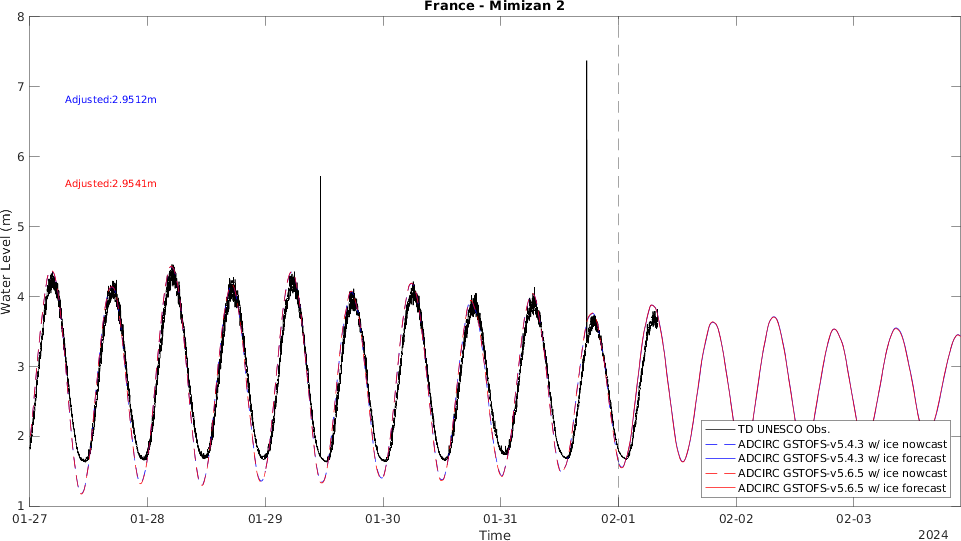 France - Mimizan 2
8
7
6
5
4
3
2
1
Water Level (m)
Adjusted:2.9512m
Adjusted:2.9541m
TD UNESCO Obs.
ADCIRC GSTOFS-v5.4.3 w/ ice nowcast
ADCIRC GSTOFS-v5.4.3 w/ ice forecast
ADCIRC GSTOFS-v5.6.5 w/ ice nowcast
ADCIRC GSTOFS-v5.6.5 w/ ice forecast
01-27 01-28 01-29 01-30 01-31 02-01 02-02 02-03
Time
2024